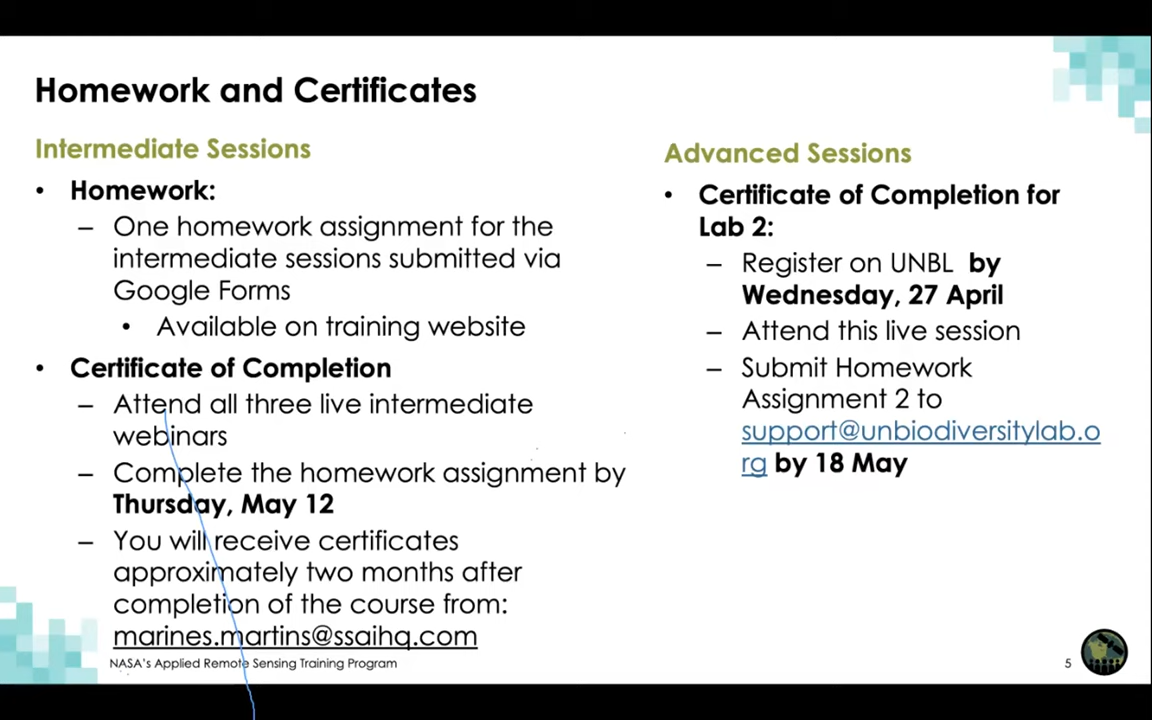 Homework and Certificates
Intermediate Sessions
• Homework:
– One homework assignment for the
intermediate sessions submitted via
Google Forms
• Available on training website
• Certificate of Completion
– Attend all three live intermediate
webinars
– Complete the homework assignment by
Thursday, May 12
– You will receive certificates
approximately two months after
completion of the course from:
marines.martins@ssaihq.com
Advanced Sessions
• Certificate of Completion for
Lab 2:
– Register on UNBL by
Wednesday, 27 April
– Attend this live session
– Submit Homework
Assignment 2 to
support@unbiodiversitylab.o
rg by 18 May
NASA's Applied Remote Sensing Training Program
5